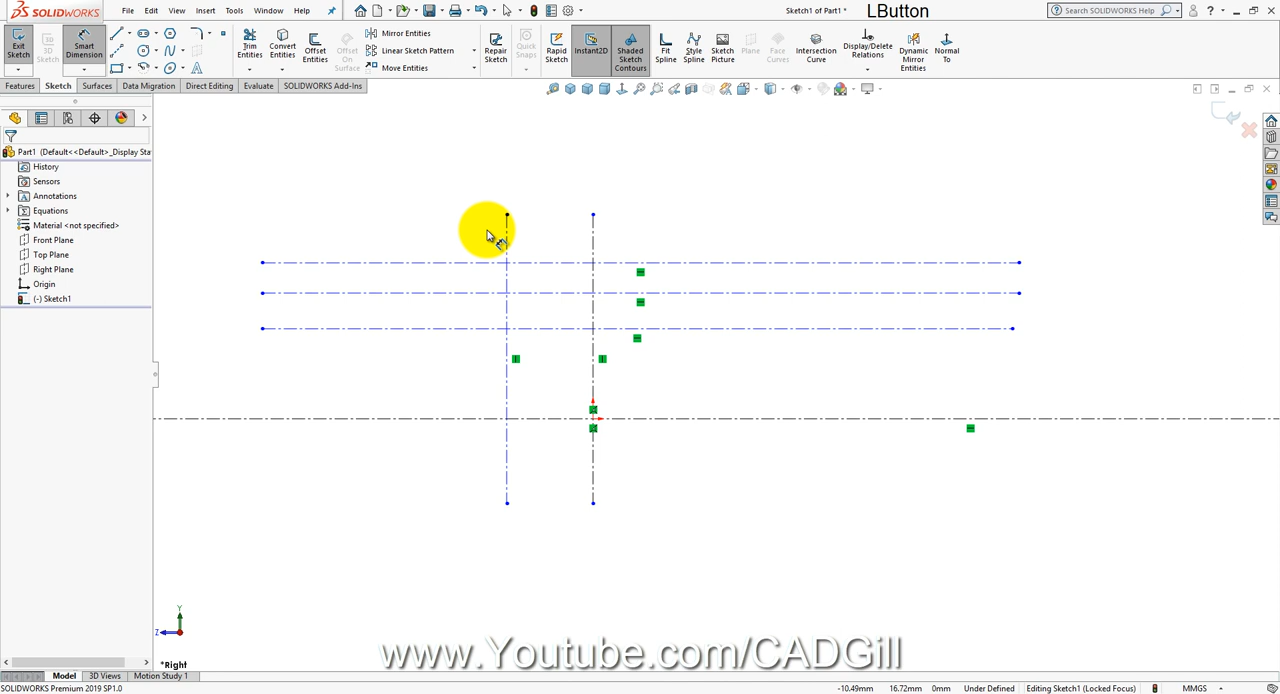 SOLIDWORKS File Edit View Insert Tools Window Help Sketch1 of Part1 * LButton Search SOLIDWORKS Help
Exit Sketch
3D Sketch
Smart Dimension
Trim Entities
Convert Entities
Offset Entities
Offset On Surface
Mirror Entities
Linear Sketch Pattern
Move Entities
Repair Sketch
Quick Snaps
Rapid Sketch
Instant2D
Shaded Sketch Contours
Fit Spline
Style Spline
Sketch Picture
Plane
Face Curves
Intersection Curve
Display/Delete Relations
Dynamic Mirror Entities
Normal To
Features Sketch Surfaces Data Migration Direct Editing Evaluate SOLIDWORKS Add-Ins
Part1 (Default<<Default>_Display Sta
History
Sensors
Annotations
Equations
Material <not specified>
Front Plane
Top Plane
Right Plane
Origin
(-) Sketch1
Y
Z
*Right
www.Youtube.com/CADGill
Model 3D Views Motion Study 1
SOLIDWORKS Premium 2019 SP1.0 -10.49mm 16.72mm 0mm Under Defined Editing Sketch1 (Locked Focus) MMGS